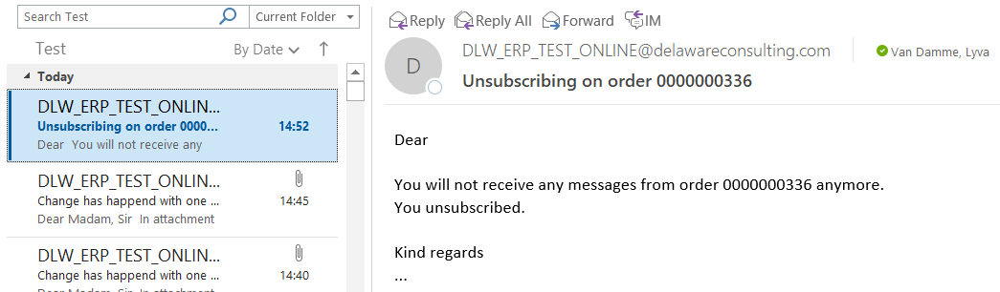 Search Test
Current Folder
Test
By Date
Today
DLW_ERP_TEST_ONLIN...
Unsubscribing on order 0000...
14:52
Dear You will not receive any
DLW_ERP_TEST_ONLIN...
Change has happend with one ...
14:45
Dear Madam, Sir In attachment
DLW_ERP_TEST_ONLIN...
Change has happend with one ...
14:40
Dear Madam, Sir In attachment
Reply
Reply All
Forward
IM
D
DLW_ERP_TEST_ONLINE@delawareconsulting.com
Van Damme, Lyva
Unsubscribing on order 0000000336
Dear
You will not receive any messages from order 0000000336 anymore.
You unsubscribed.
Kind regards
...